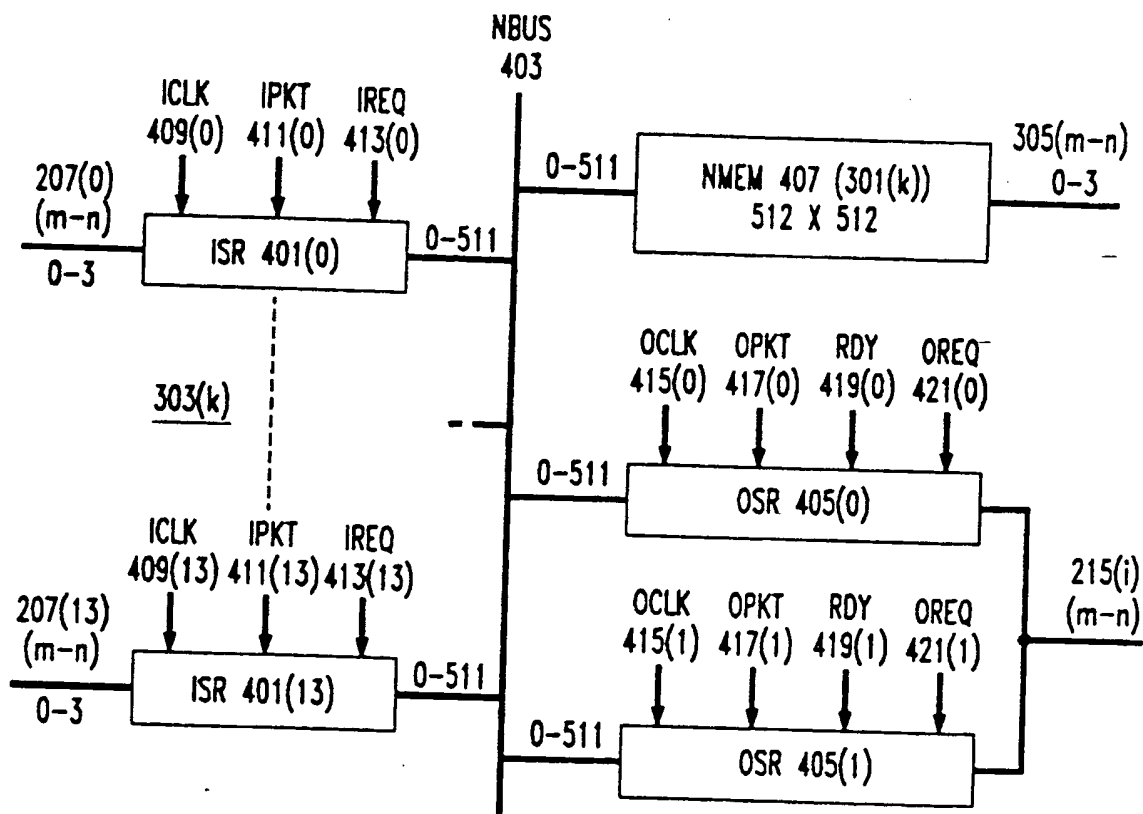 NBUS
403
ICLK IPKT IREQ
409(0) 411(0) 413(0)
207(0)
(m-n)
0-3
ISR 401(0)
0-511
0-511
NMEM 407 (301(k))
512 X 512
305(m-n)
0-3
303(k)
OCLK OPKT RDY OREQ
415(0) 417(0) 419(0) 421(0)
0-511
OSR 405(0)
ICLK IPKT IREQ
409(13) 411(13) 413(13)
207(13)
(m-n)
0-3
ISR 401(13)
0-511
OCLK OPKT RDY OREQ
415(1) 417(1) 419(1) 421(1)
215(i)
(m-n)
0-511
OSR 405(1)